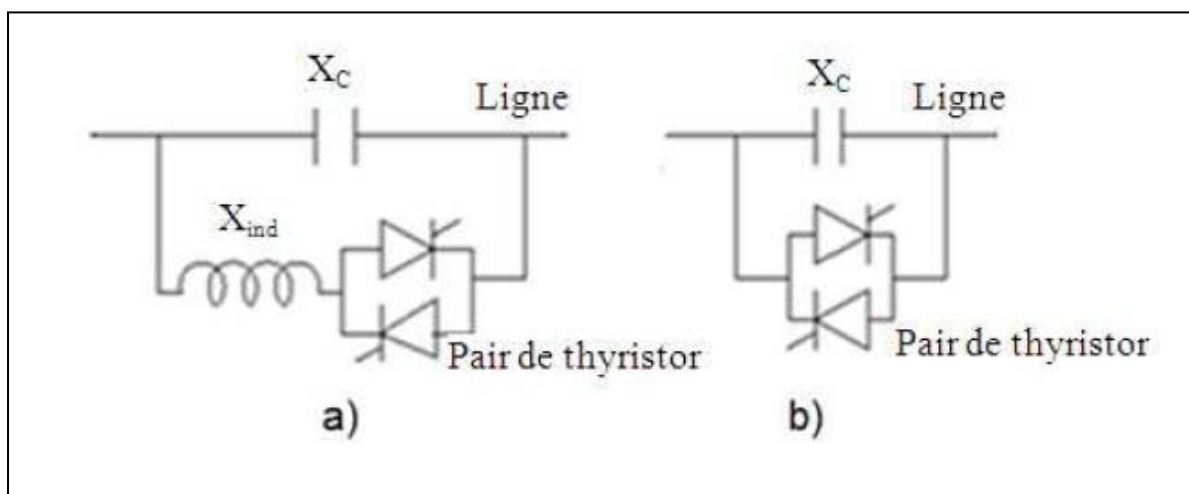 X_C
Ligne
X_ind
Pair de thyristor
a)
X_C
Ligne
Pair de thyristor
b)